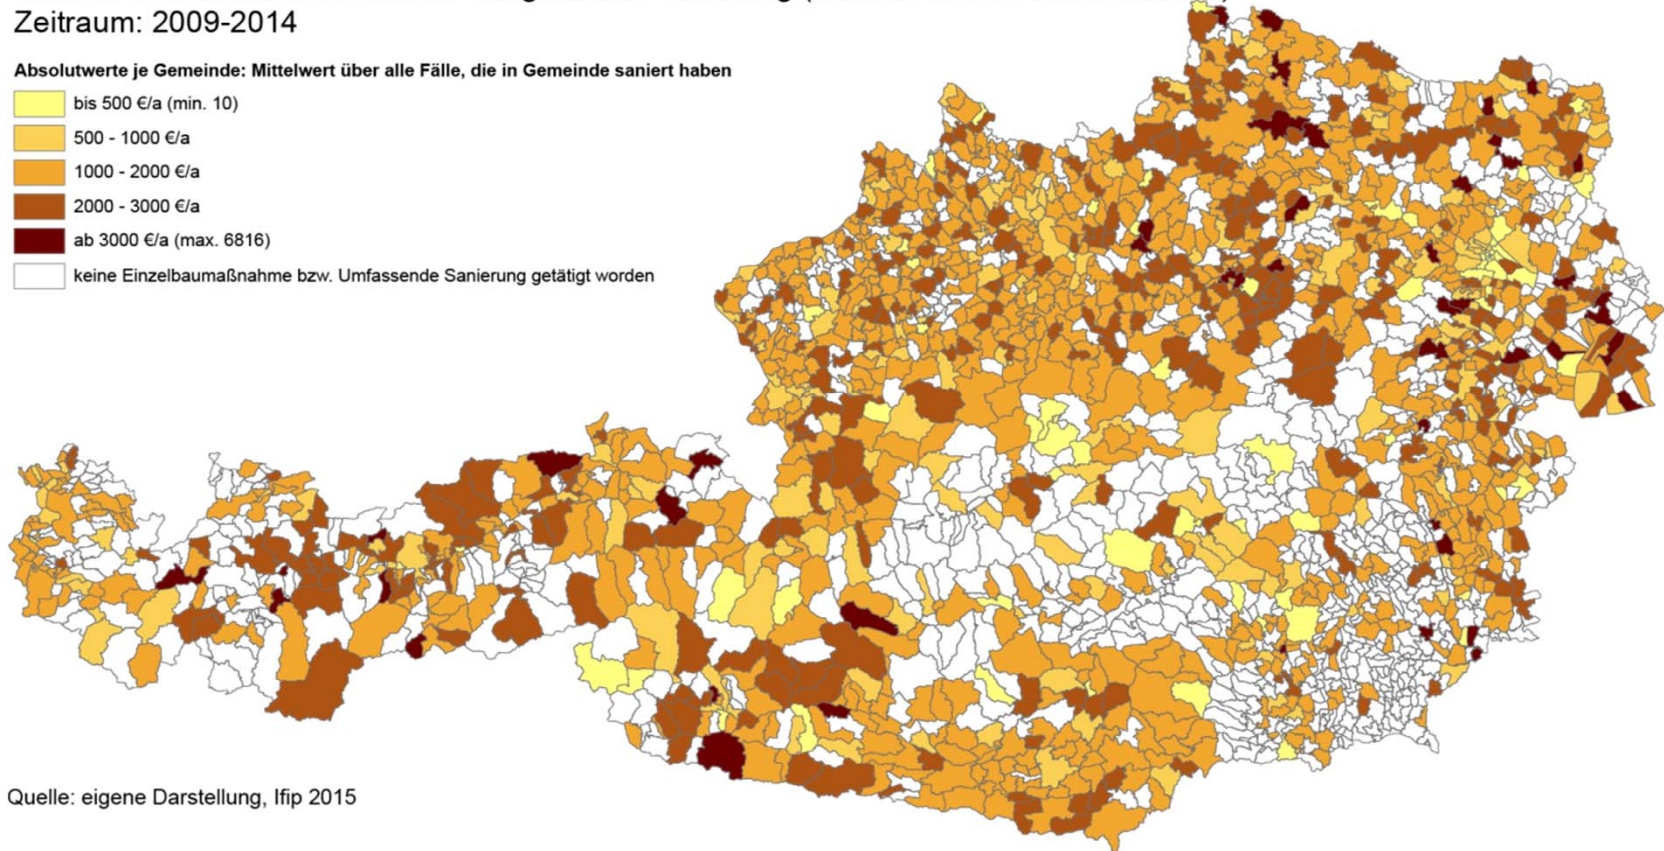 Zeitraum: 2009-2014
Absolutwerte je Gemeinde: Mittelwert über alle Fälle, die in Gemeinde saniert haben
bis 500 €/a (min. 10)
500 - 1000 €/a
1000 - 2000 €/a
2000 - 3000 €/a
ab 3000 €/a (max. 6816)
keine Einzelbaumaßnahme bzw. Umfassende Sanierung getätigt worden
Quelle: eigene Darstellung, Ifip 2015